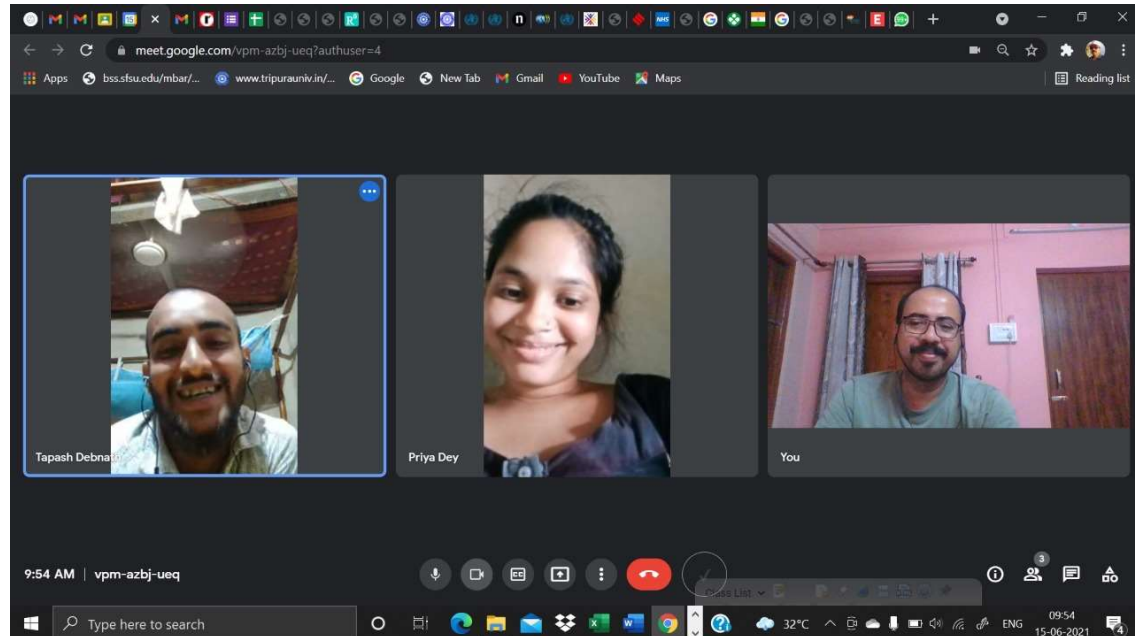 meet.google.com/vpm-azbj-ueq?authuser=4
Apps bss.sfsu.edu/mbar/... www.tripurauniv.in/... Google New Tab Gmail YouTube Maps Reading list
Tapash Debnath
Priya Dey
You
9:54 AM | vpm-azbj-ueq
3
Class List
Type here to search
32°C
ENG
09:54
15-06-2021